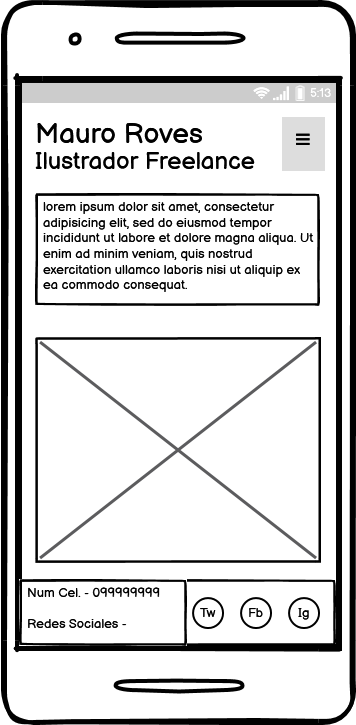 5:13
Mauro Roves
Ilustrador Freelance
lorem ipsum dolor sit amet, consectetur
adipisicing elit, sed do eiusmod tempor
incididunt ut labore et dolore magna aliqua. Ut
enim ad minim veniam, quis nostrud
exercitation ullamco laboris nisi ut aliquip ex
ea commodo consequat.
Num Cel. - 099999999
Redes Sociales -
Tw Fb Ig